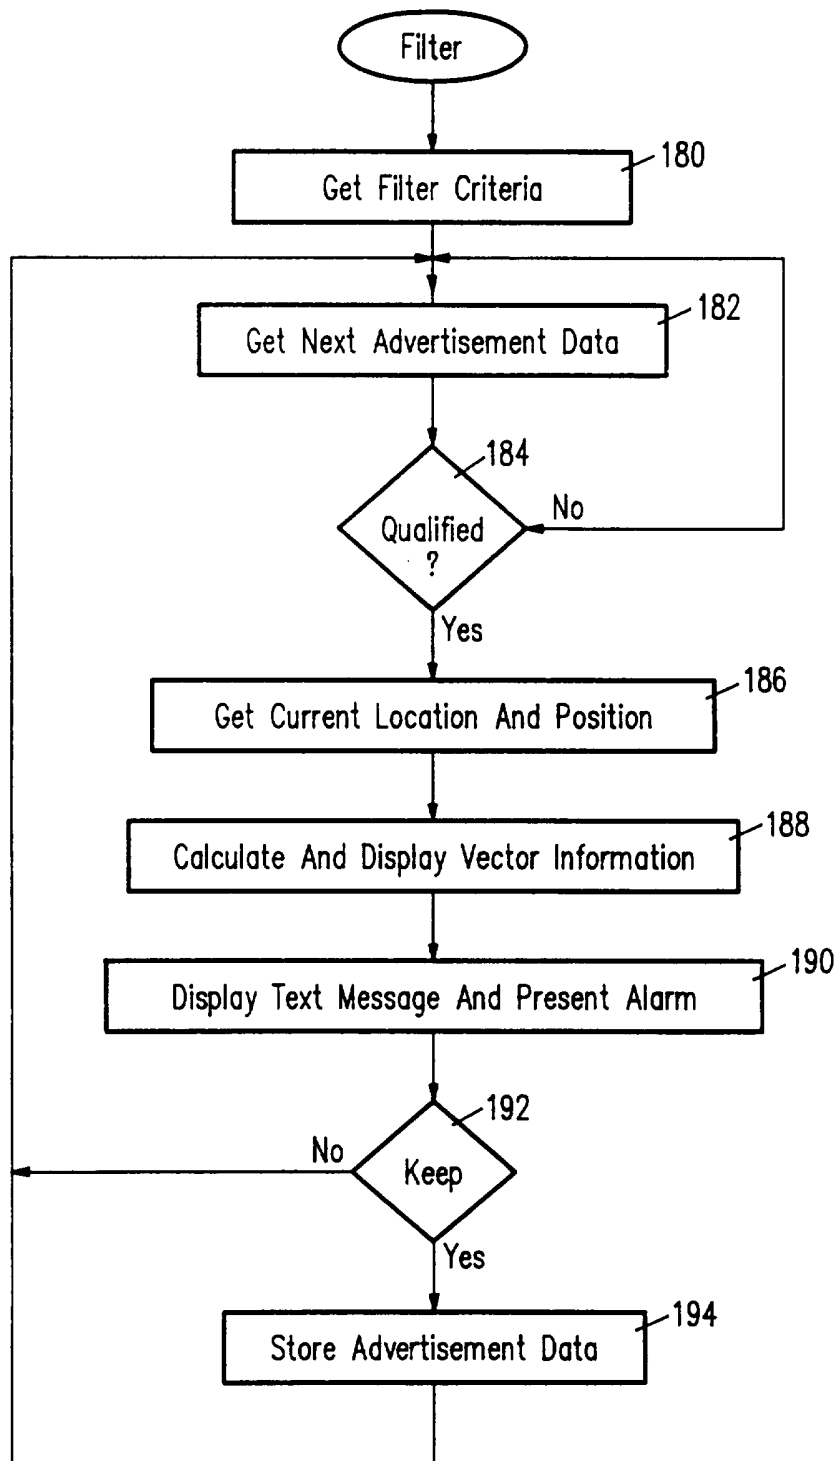 Filter
180
Get Filter Criteria
182
Get Next Advertisement Data
184
No
Qualified
?
Yes
186
Get Current Location And Position
188
Calculate And Display Vector Information
190
Display Text Message And Present Alarm
192
No
Keep
Yes
194
Store Advertisement Data